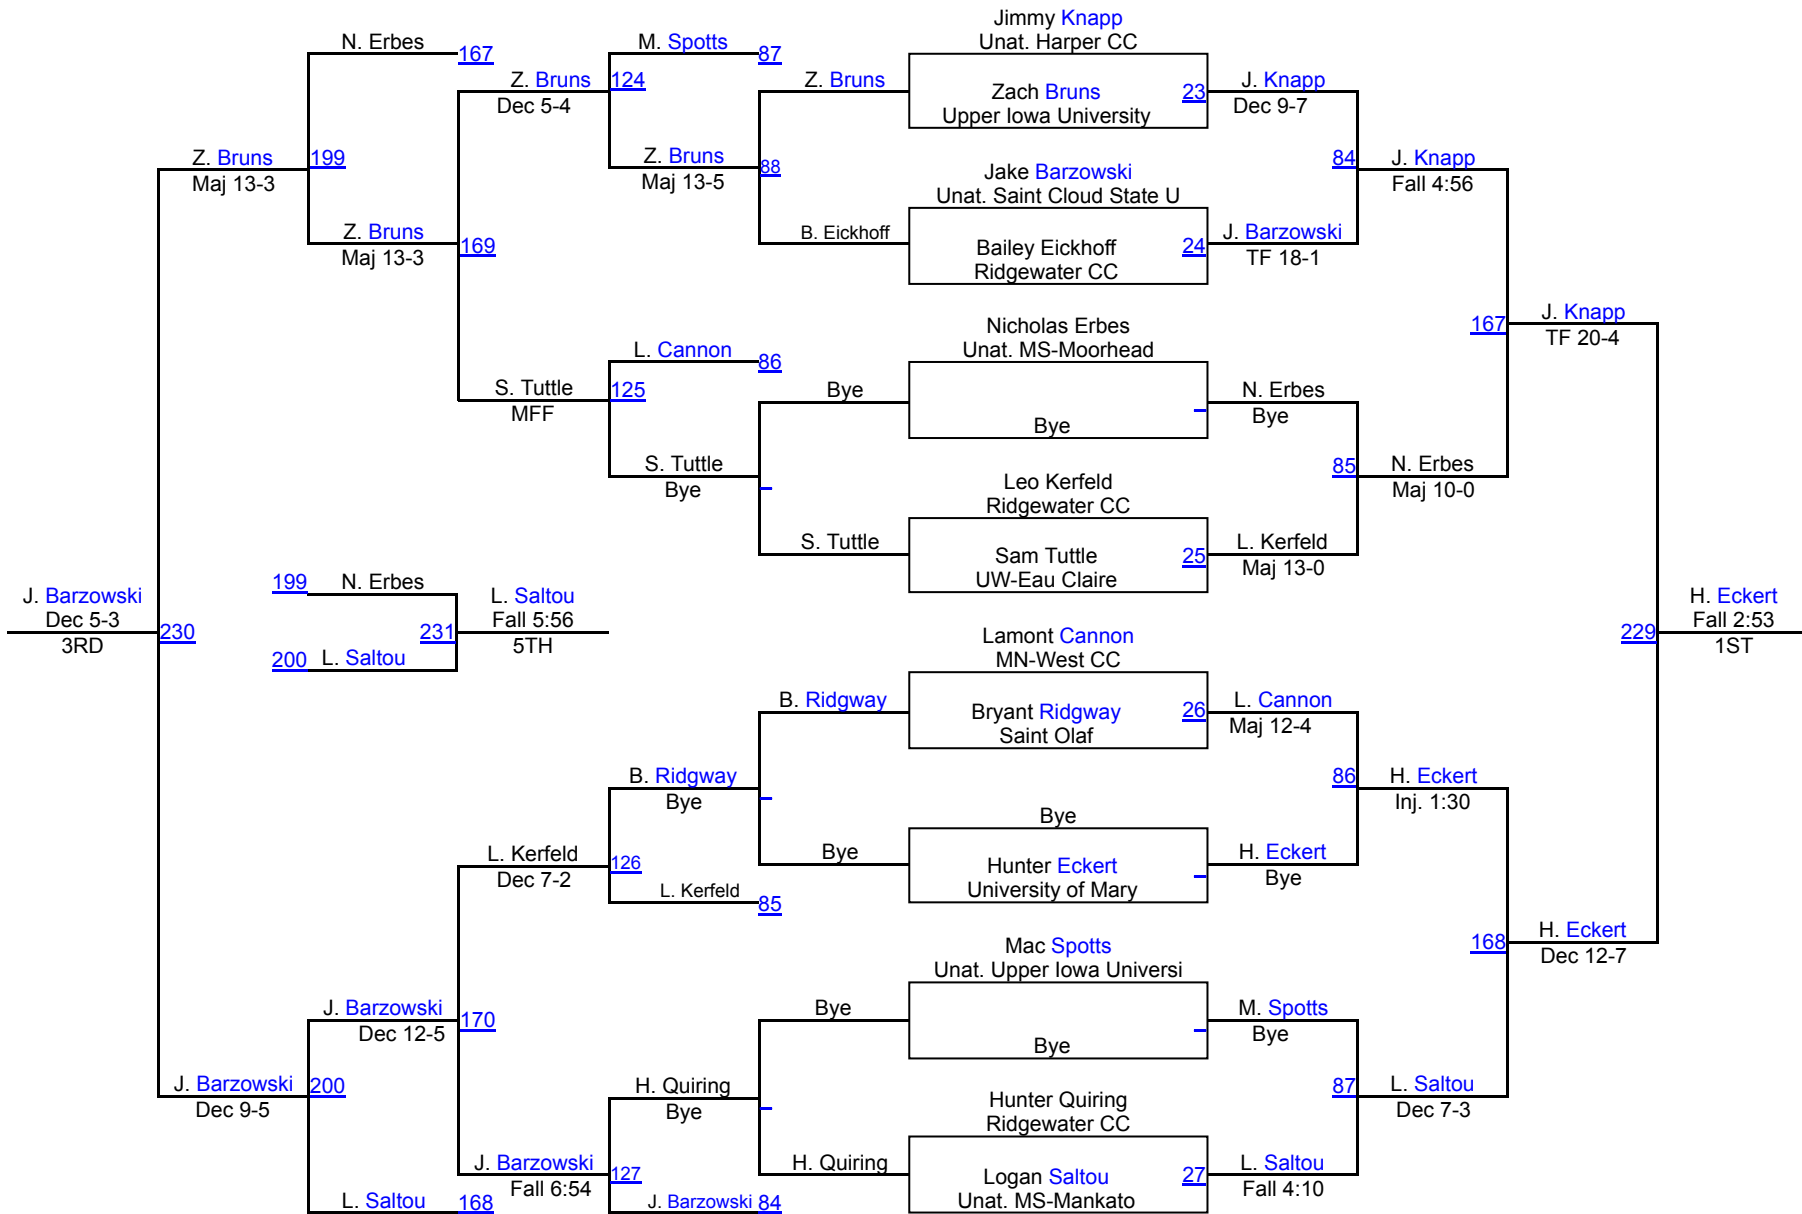 Jimmy Knapp
Unat. Harper CC
N. Erbes
167
M. Spotts
87
Z. Bruns
124
Dec 5-4
Z. Bruns
Zach Bruns
Upper Iowa University
23
J. Knapp
Dec 9-7
Z. Bruns
Maj 13-3
199
Z. Bruns
Maj 13-5
88
Jake Barzowski
Unat. Saint Cloud State U
84
J. Knapp
Fall 4:56
Z. Bruns
Maj 13-3
169
B. Eickhoff
Bailey Eickhoff
Ridgewater CC
24
J. Barzowski
TF 18-1
Nicholas Erbes
Unat. MS-Moorhead
167
J. Knapp
TF 20-4
L. Cannon
86
S. Tuttle
MFF
125
Bye
Bye
N. Erbes
Bye
S. Tuttle
Bye
Leo Kerfeld
Ridgewater CC
85
N. Erbes
Maj 10-0
S. Tuttle
Sam Tuttle
UW-Eau Claire
25
L. Kerfeld
Maj 13-0
J. Barzowski
Dec 5-3
3RD
230
199
N. Erbes
200
L. Saltou
231
L. Saltou
Fall 5:56
5TH
229
H. Eckert
Fall 2:53
1ST
Lamont Cannon
MN-West CC
B. Ridgway
Bryant Ridgway
Saint Olaf
26
L. Cannon
Maj 12-4
B. Ridgway
Bye
86
H. Eckert
Inj. 1:30
Bye
L. Kerfeld
Dec 7-2
126
Bye
Hunter Eckert
University of Mary
H. Eckert
Bye
L. Kerfeld
85
Mac Spotts
Unat. Upper Iowa Universi
168
H. Eckert
Dec 12-7
J. Barzowski
Dec 12-5
170
Bye
Bye
M. Spotts
Bye
J. Barzowski
Dec 9-5
200
H. Quiring
Bye
Hunter Quiring
Ridgewater CC
87
L. Saltou
Dec 7-3
J. Barzowski
Fall 6:54
127
H. Quiring
Logan Saltou
Unat. MS-Mankato
27
L. Saltou
Fall 4:10
L. Saltou
168
J. Barzowski
84